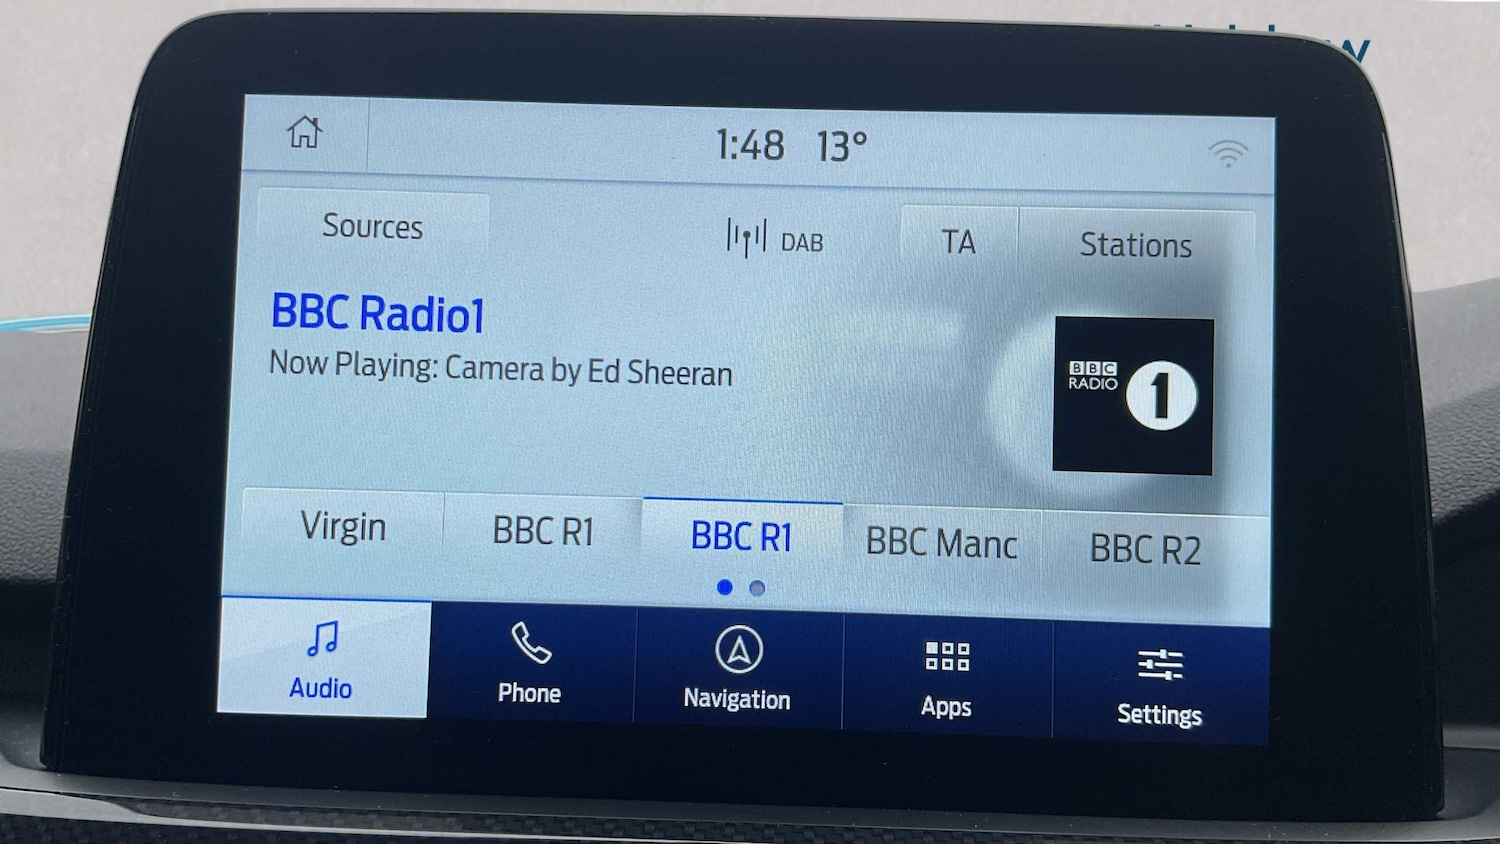 1:48 13°
Sources
DAB
TA
Stations
BBC Radio1
Now Playing: Camera by Ed Sheeran
BBC
RADIO
1
Virgin
BBC R1
BBC R1
BBC Manc
BBC R2
Audio
Phone
Navigation
Apps
Settings